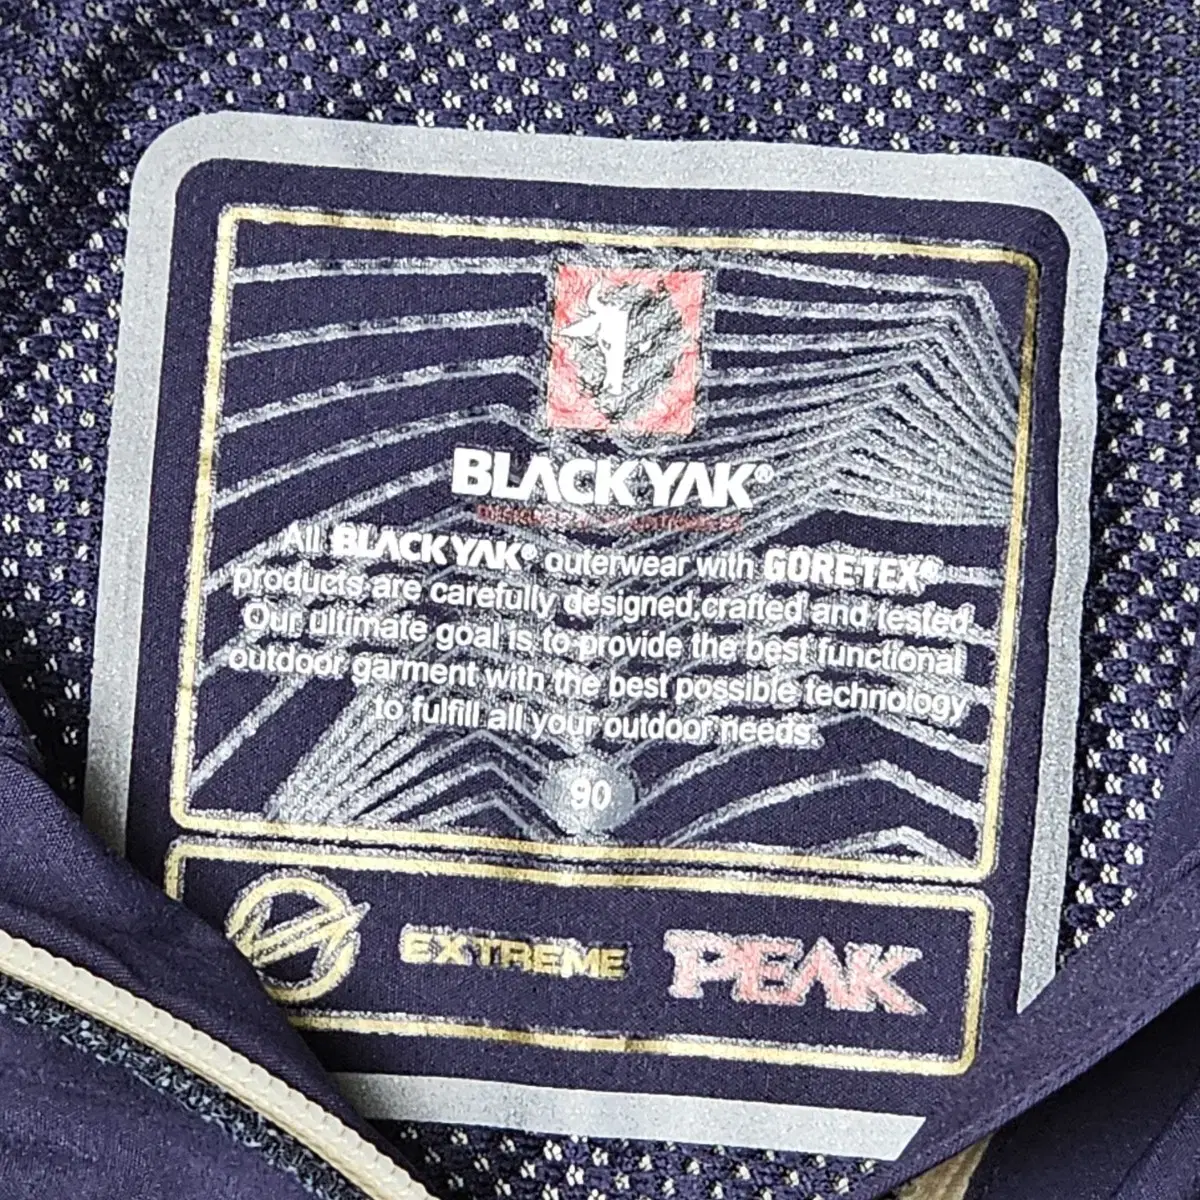 BLACKYAK®
All BLACKYAK® outerwear with GORE-TEX®
products are carefully designed,crafted and tested.
Our ultimate goal is to provide the best functional
outdoor garment with the best possible technology
to fulfill all your outdoor needs.
90
EXTREME PEAK